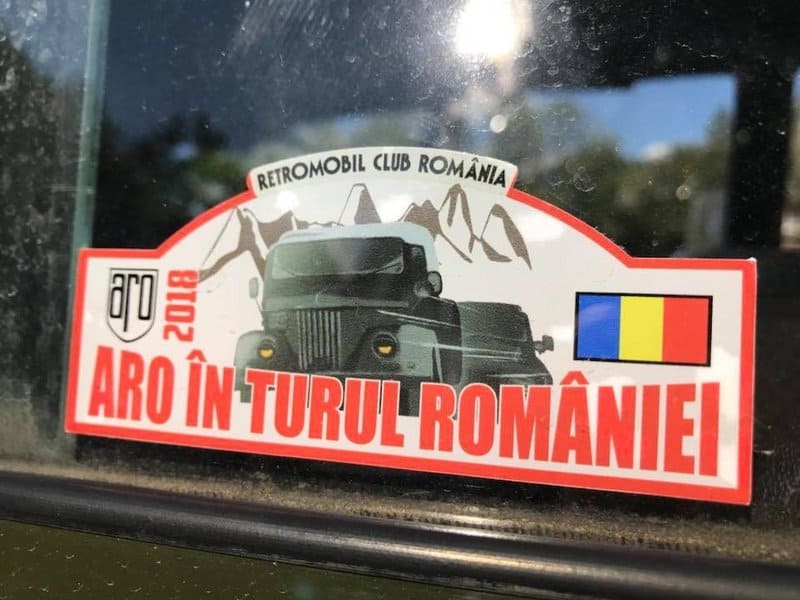 RETROMOBIL CLUB ROMÂNIA
aro
2018
ARO ÎN TURUL ROMÂNIEI